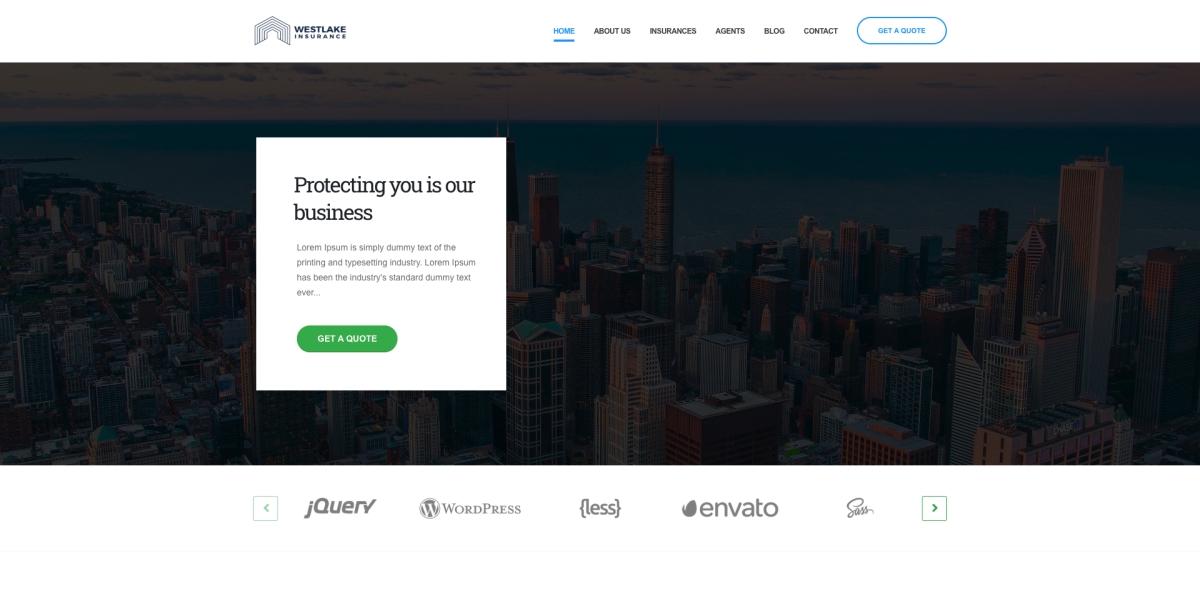 WESTLAKE
INSURANCE
HOME ABOUT US INSURANCES AGENTS BLOG CONTACT GET A QUOTE
Protecting you is our
business
Lorem Ipsum is simply dummy text of the
printing and typesetting industry. Lorem Ipsum
has been the industry's standard dummy text
ever...
GET A QUOTE
jQuery WORDPRESS {less} envato Sass